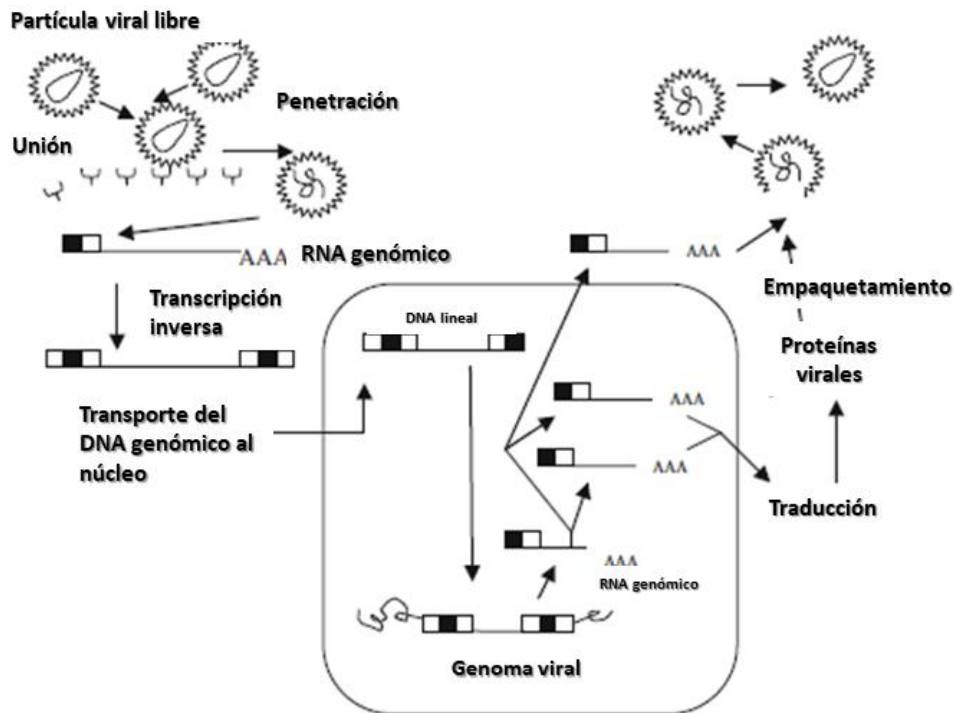 Partícula viral libre
Penetración
Unión
AAA RNA genómico
Transcripción
inversa
Transporte del
DNA genómico al
núcleo
DNA lineal
AAA
AAA
AAA
RNA genómico
Genoma viral
AAA
Empaquetamiento
Proteínas
virales
Traducción